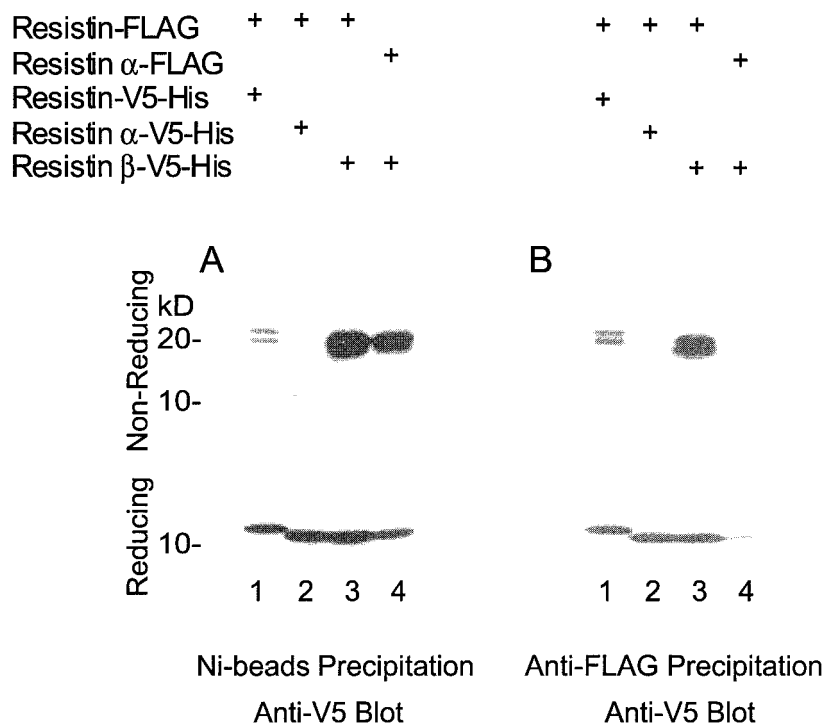 Resistin-FLAG + + + + + +
Resistin α-FLAG + +
Resistin-V5-His + +
Resistin α-V5-His + +
Resistin β-V5-His + + + +
A B
Non-Reducing
kD
20-
10-
Reducing
10-
1 2 3 4 1 2 3 4
Ni-beads Precipitation Anti-FLAG Precipitation
Anti-V5 Blot Anti-V5 Blot